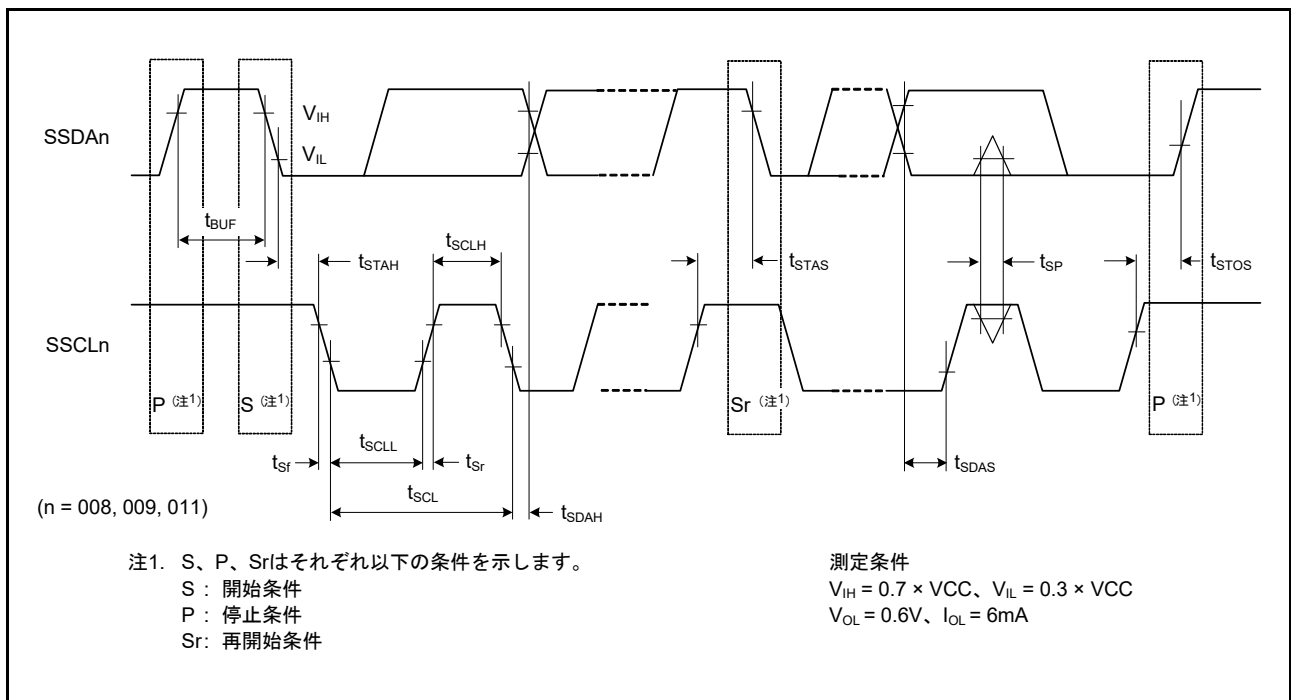 SSDAn
VIH
VIL
tBUF
tSTAH
tSCLH
tSTAS
tSP
tSTOS
SSCLn
P（注1）
S（注1）
Sr（注1）
P（注1）
tSf
tSCLL
tSr
tSDAS
tSCL
tSDAH
(n = 008, 009, 011)
注1. S、P、Srはそれぞれ以下の条件を示します。
S : 開始条件
P : 停止条件
Sr: 再開始条件
測定条件
VIH = 0.7 × VCC、VIL = 0.3 × VCC
VOL = 0.6V、IOL = 6mA